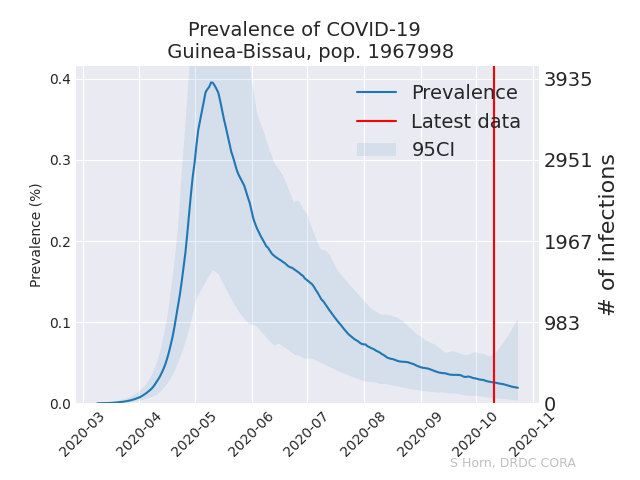 Prevalence of COVID-19
Guinea-Bissau, pop. 1967998
Prevalence (%)
0.4
0.3
0.2
0.1
0.0
Prevalence
Latest data
95CI
3935
2951
1967
983
0
# of infections
2020-03
2020-04
2020-05
2020-06
2020-07
2020-08
2020-09
2020-10
2020-11
S Horn, DRDC CORA